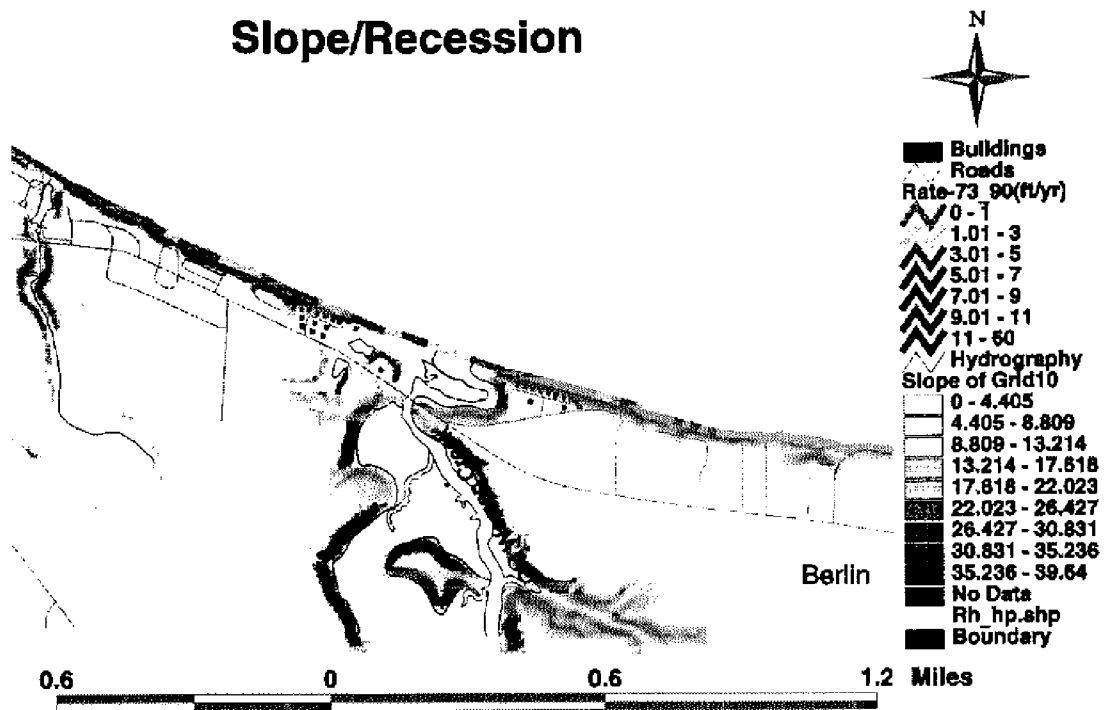 Slope/Recession
N
Buildings
Roads
Rate-73_90(ft/yr)
0 - 1
1.01 - 3
3.01 - 5
5.01 - 7
7.01 - 9
9.01 - 11
11 - 60
Hydrography
Slope of Grid10
0 - 4.405
4.405 - 8.809
8.809 - 13.214
13.214 - 17.618
17.618 - 22.023
22.023 - 26.427
26.427 - 30.831
30.831 - 35.236
35.236 - 39.64
No Data
Rh_hp.shp
Boundary
Berlin
0.6 0 0.6 1.2 Miles